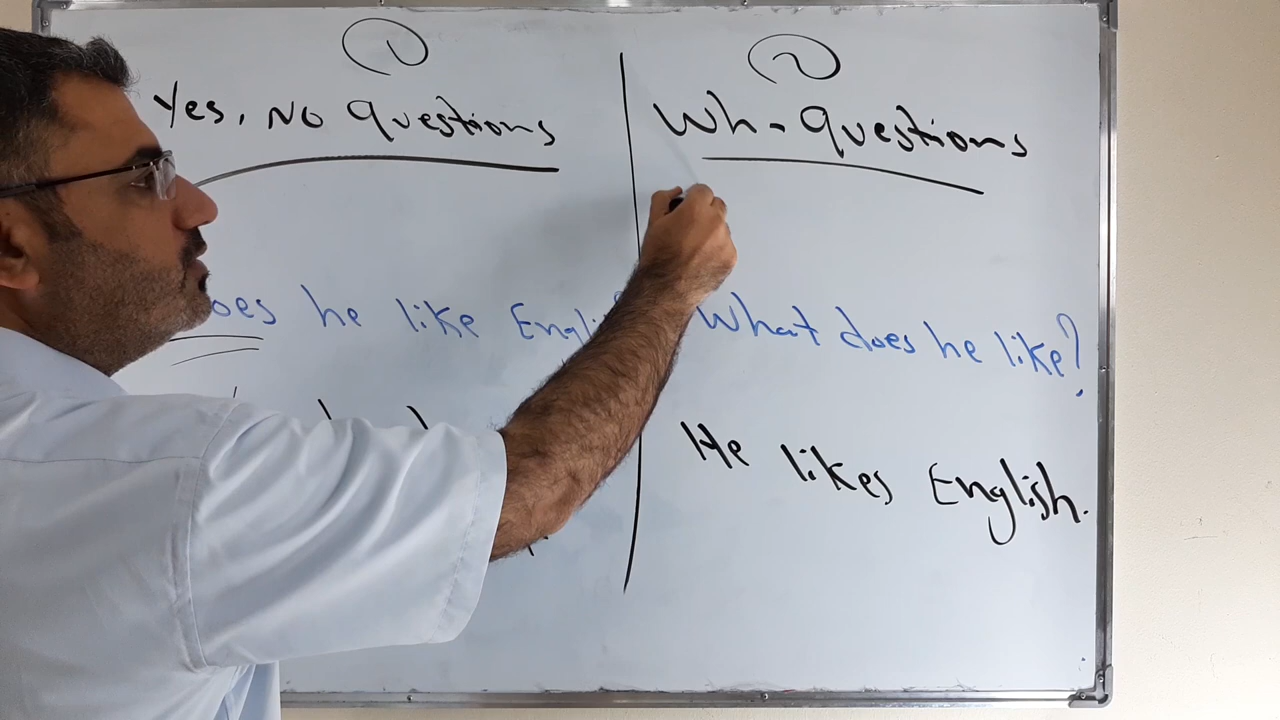 1
Yes, No Questions
oes he like Engli
2
Wh-Questions
What does he like?
He likes English.